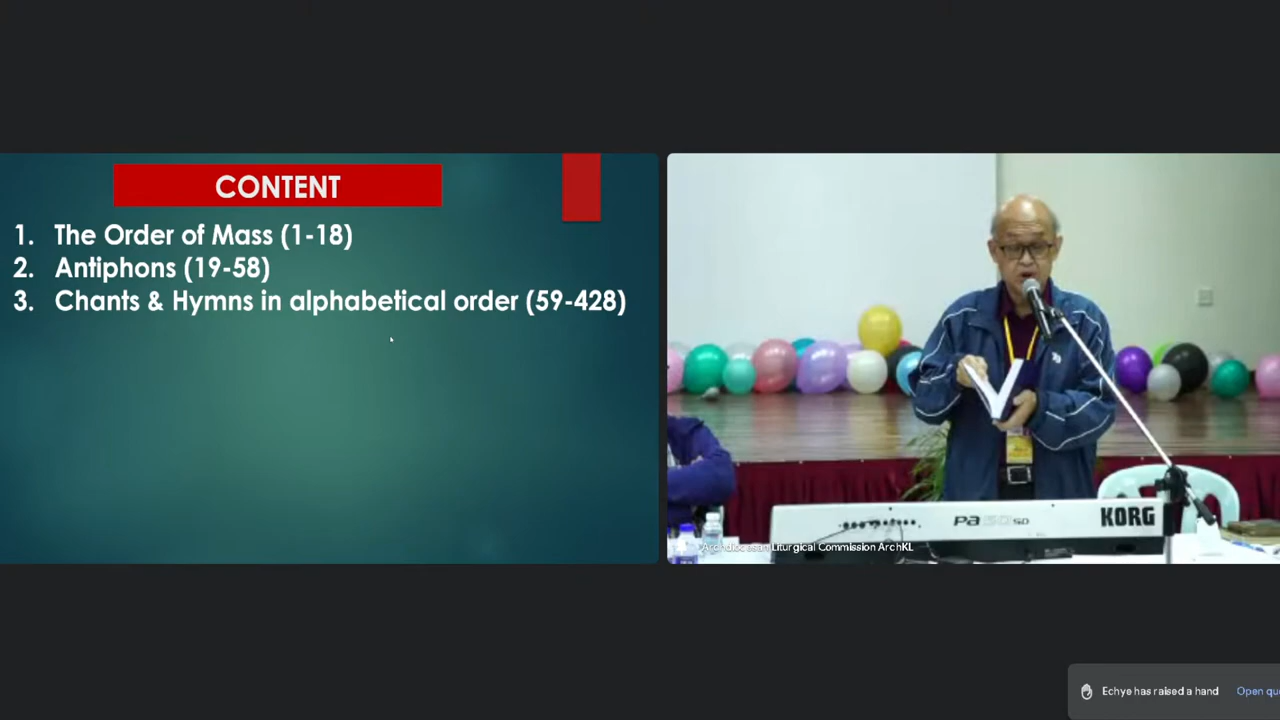 CONTENT
1. The Order of Mass (1-18)
2. Antiphons (19-58)
3. Chants & Hymns in alphabetical order (59-428)
Pa SD
KORG
Archdiocesan Liturgical Commission ArchKL
Echye has raised a hand
Open qu